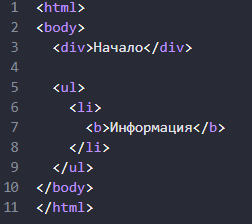 1 <html>
2 <body>
3   <div>Начало</div>
4
5   <ul>
6     <li>
7       <b>Информация</b>
8     </li>
9   </ul>
10 </body>
11 </html>